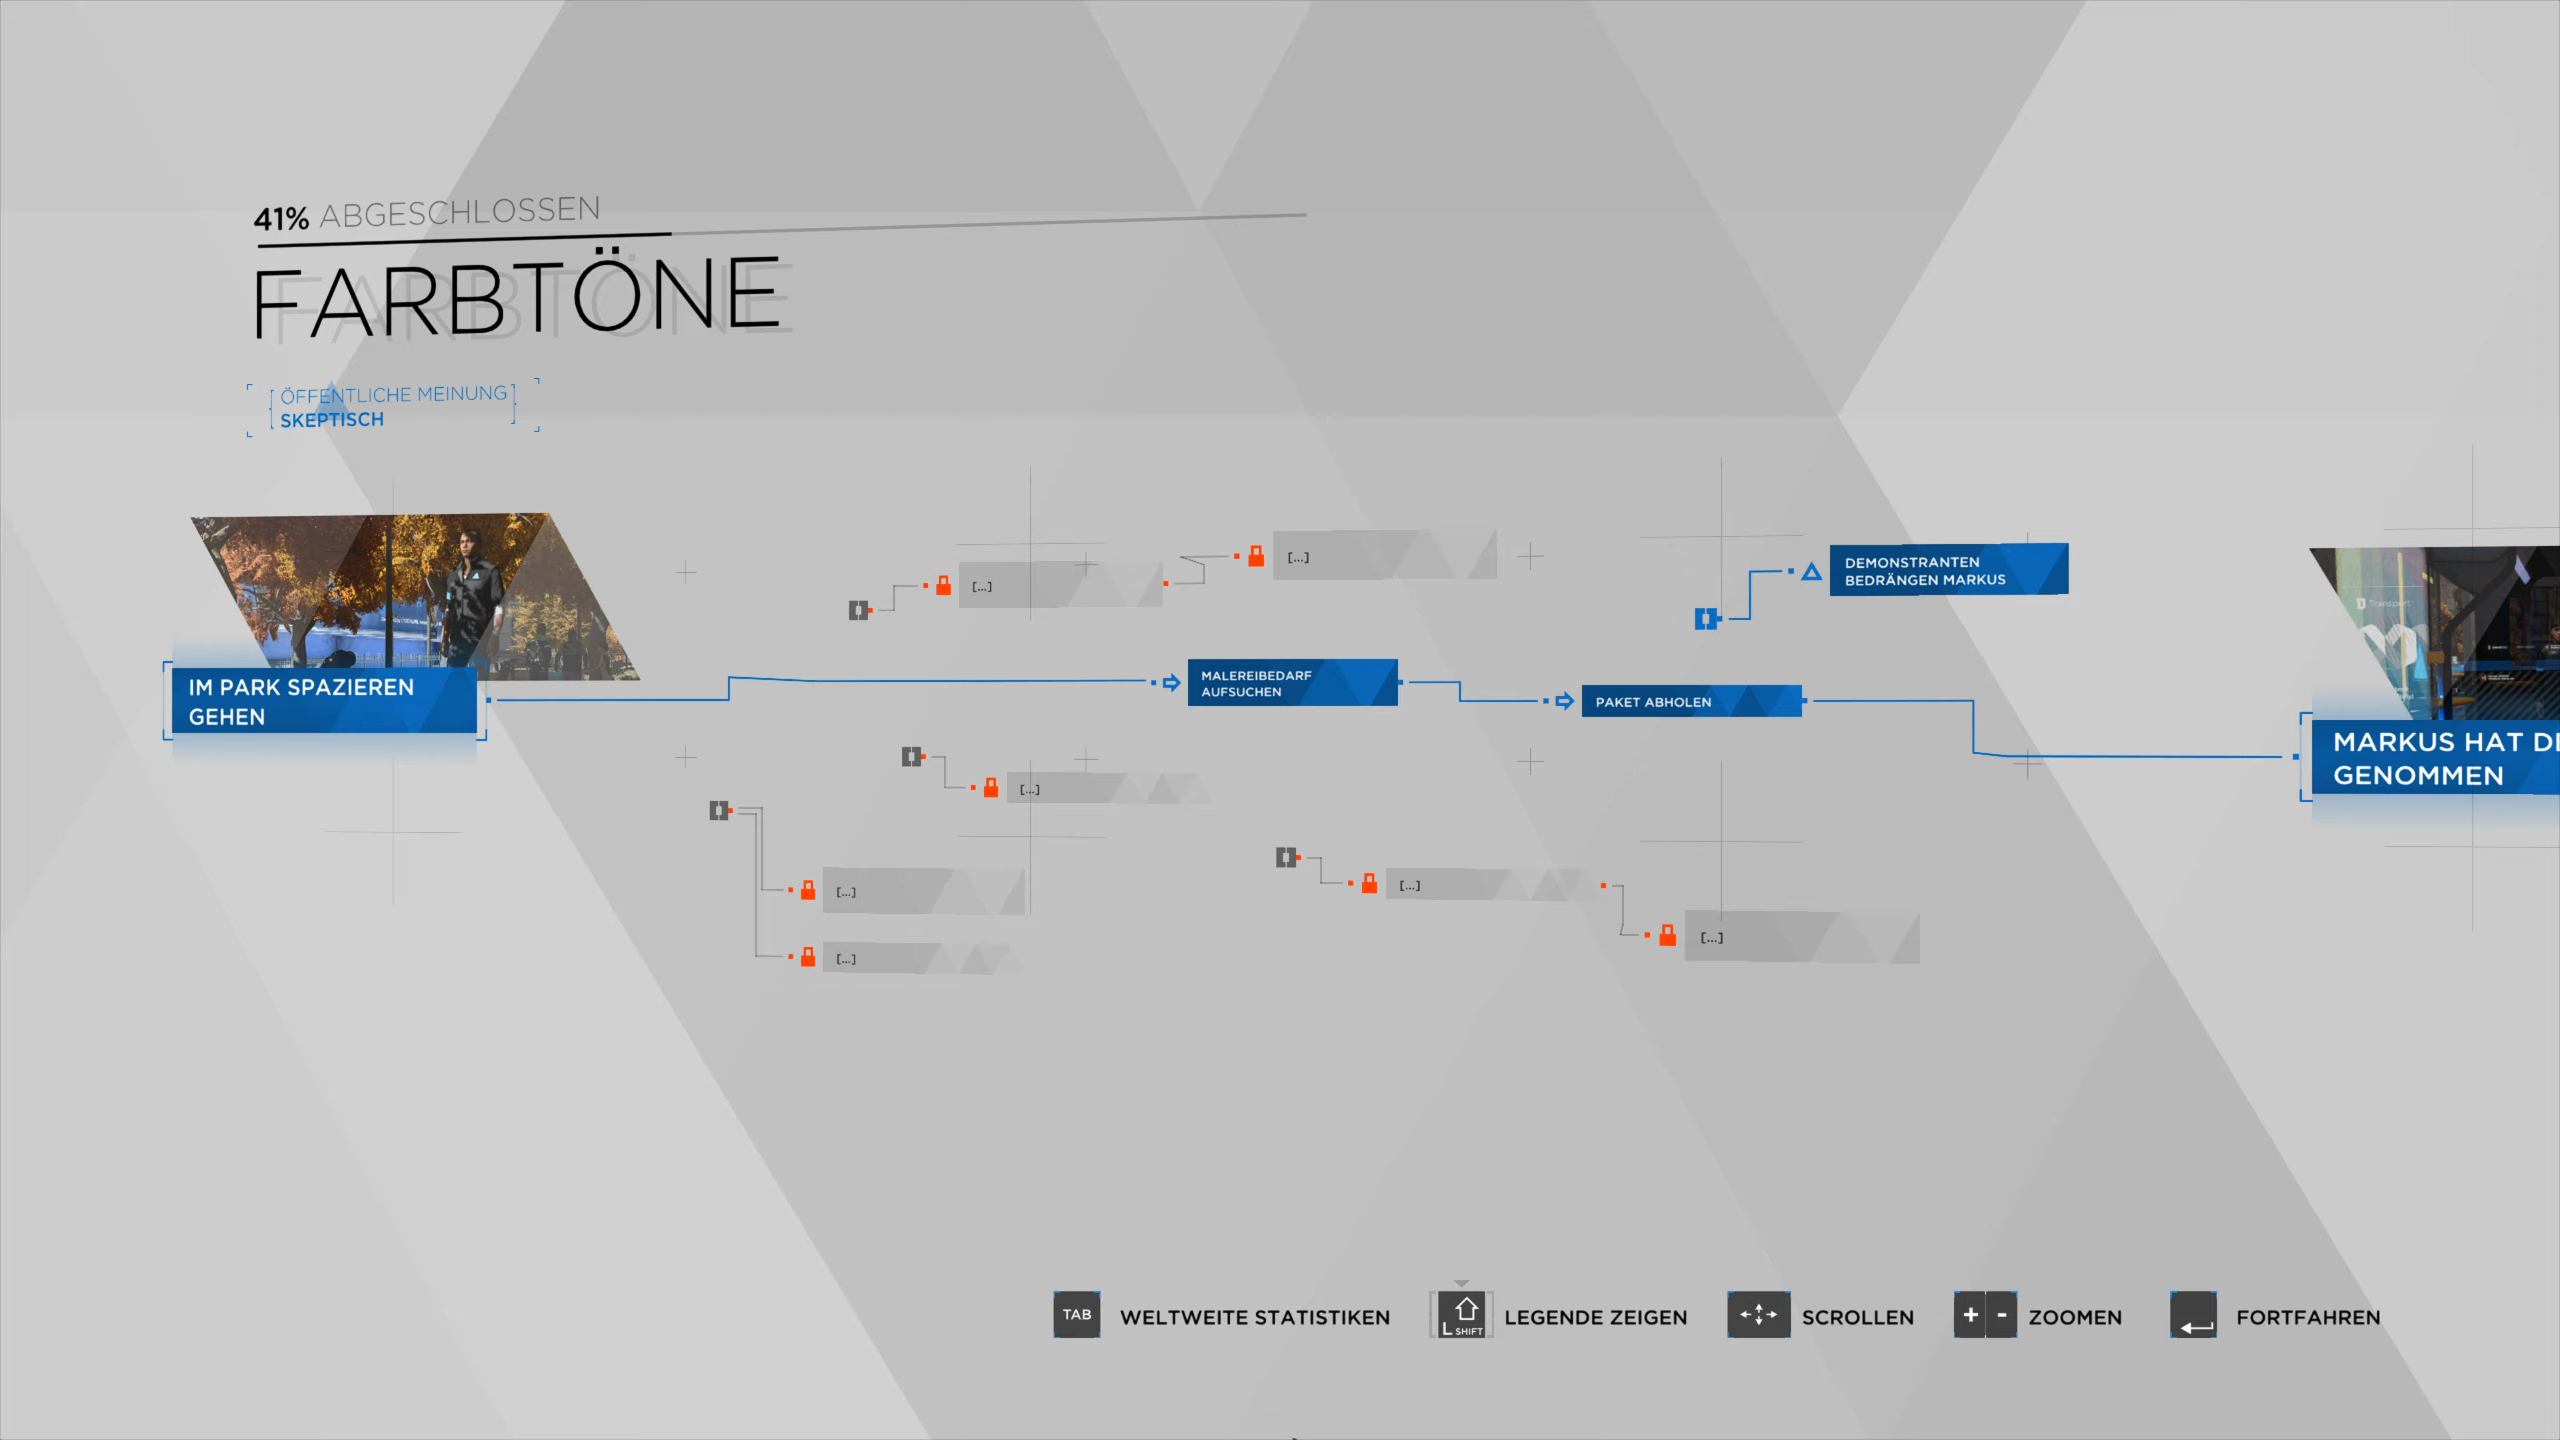 41% ABGESCHLOSSEN
FARBTÖNE
ÖFFENTLICHE MEINUNG
SKEPTISCH
[...]
[...]
DEMONSTRANTEN
BEDRÄNGEN MARKUS
Transport
IM PARK SPAZIEREN
GEHEN
MALEREIBEDARF
AUFSUCHEN
PAKET ABHOLEN
MARKUS HAT
GENOMMEN
[...]
[...]
[...]
[...]
[...]
TAB WELTWEITE STATISTIKEN
L SHIFT LEGENDE ZEIGEN
SCROLLEN
+ - ZOOMEN
FORTFAHREN